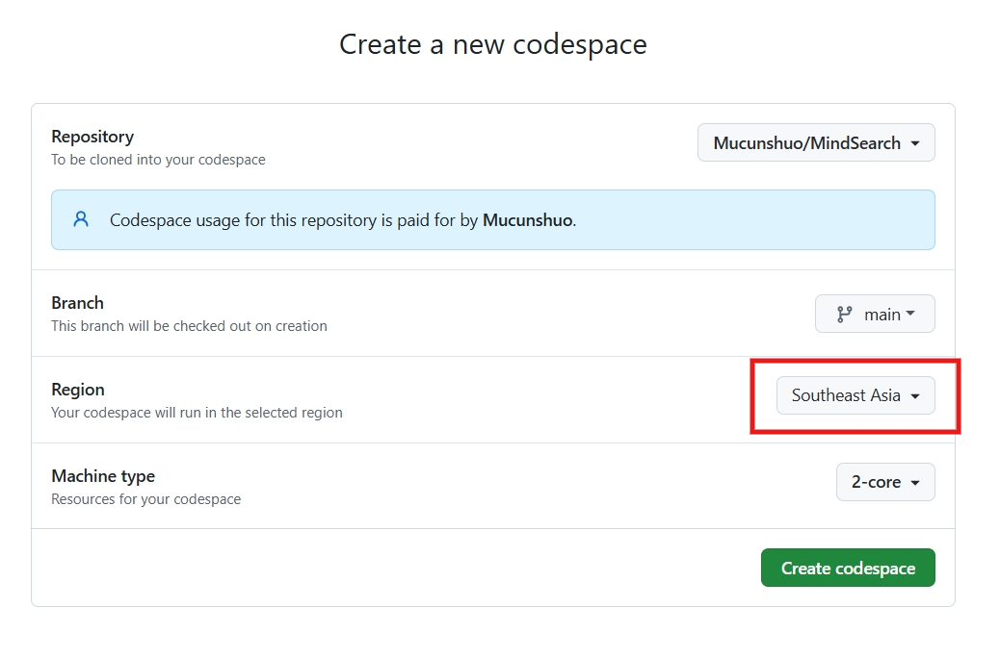 Create a new codespace
Repository
To be cloned into your codespace
Mucunshuo/MindSearch
Codespace usage for this repository is paid for by Mucunshuo.
Branch
This branch will be checked out on creation
main
Region
Your codespace will run in the selected region
Southeast Asia
Machine type
Resources for your codespace
2-core
Create codespace